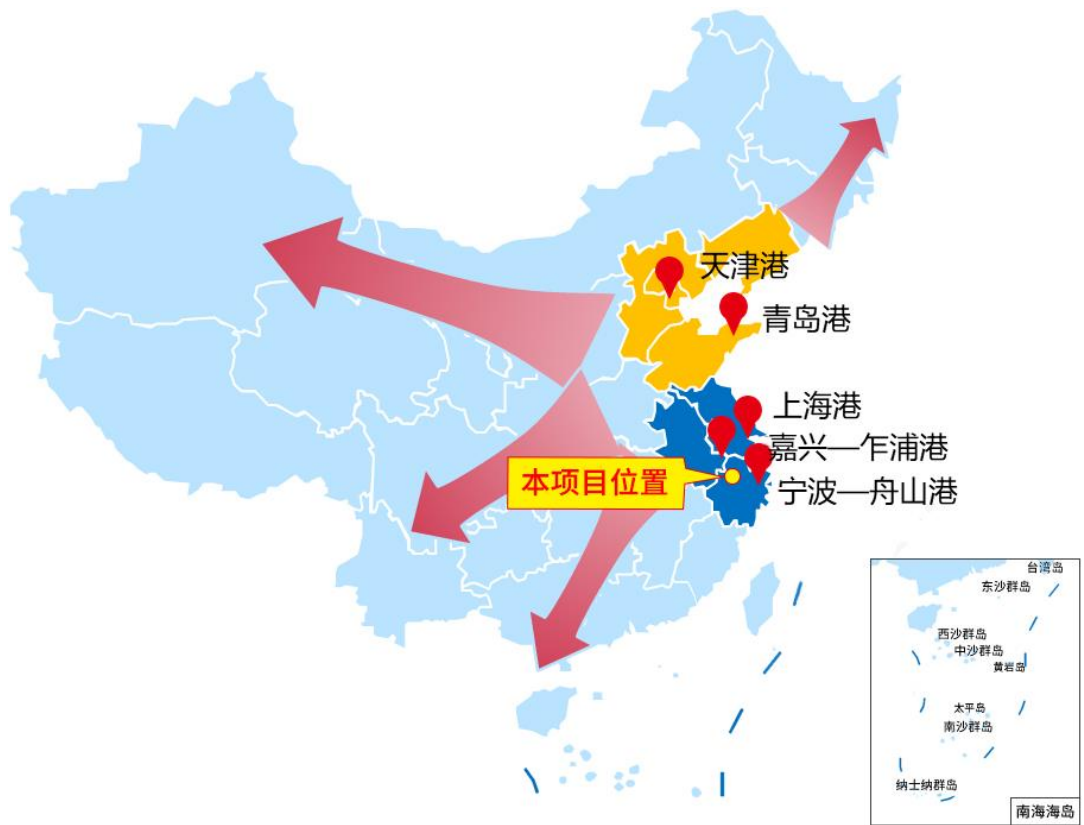 天津港
青岛港
上海港
嘉兴—乍浦港
本项目位置
宁波—舟山港
台湾岛
东沙群岛
西沙群岛
中沙群岛
黄岩岛
太平岛
南沙群岛
纳士纳群岛
南海海岛